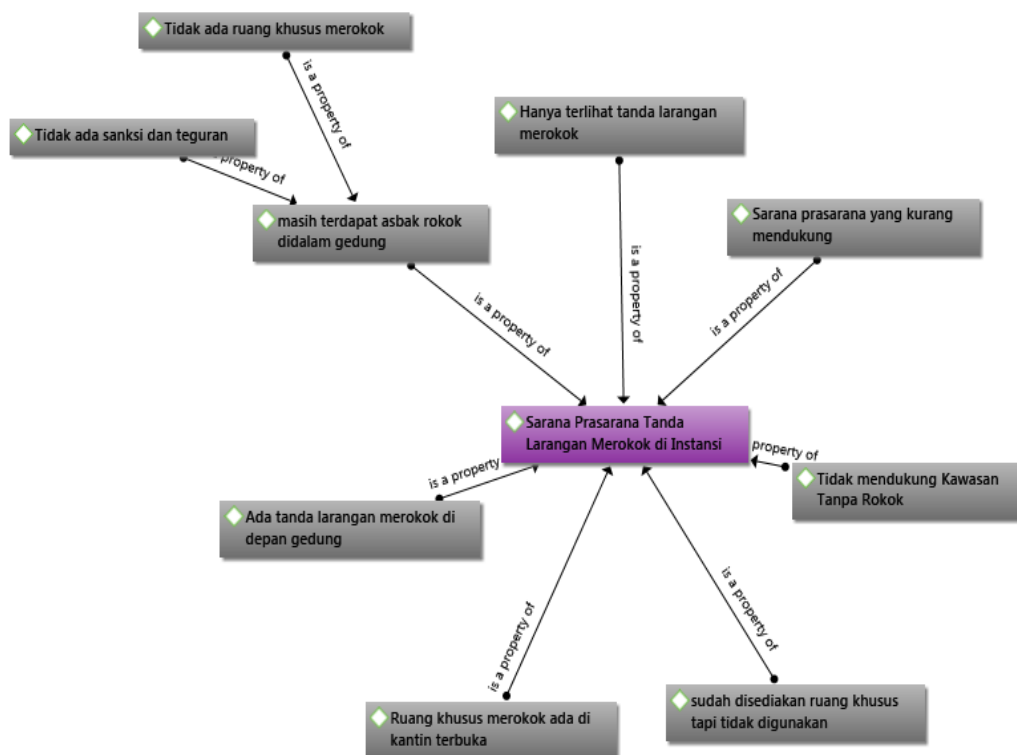 Tidak ada ruang khusus merokok
is a property of
Tidak ada sanksi dan teguran
property of
Hanya terlihat tanda larangan
merokok
masih terdapat asbak rokok
didalam gedung
Sarana prasarana yang kurang
mendukung
is a property of
is a property of
is a property of
Sarana Prasarana Tanda
Larangan Merokok di Instansi
property of
Tidak mendukung Kawasan
Tanpa Rokok
is a property
Ada tanda larangan merokok di
depan gedung
is a property of
is a property of
Ruang khusus merokok ada di
kantin terbuka
sudah disediakan ruang khusus
tapi tidak digunakan